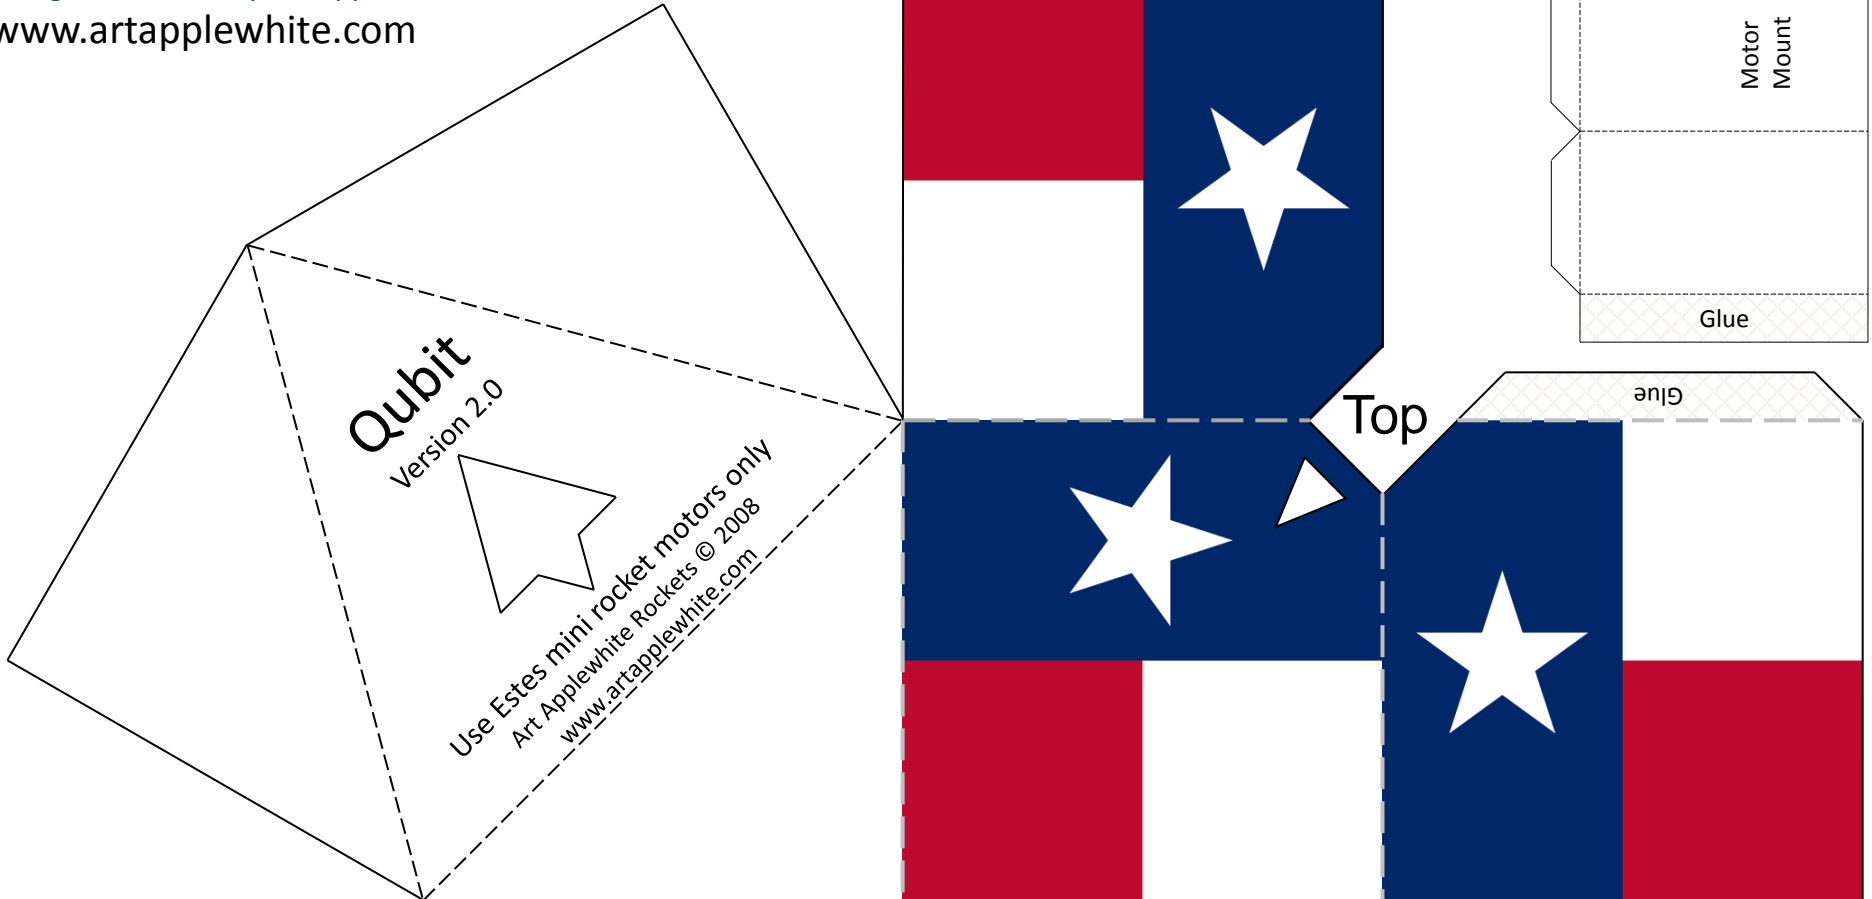 www.artapplewhite.com
Qubit
Version 2.0
Use Estes mini rocket motors only
Art Applewhite Rockets © 2008
www.artapplewhite.com
Top
Motor
Mount
Glue
Glue